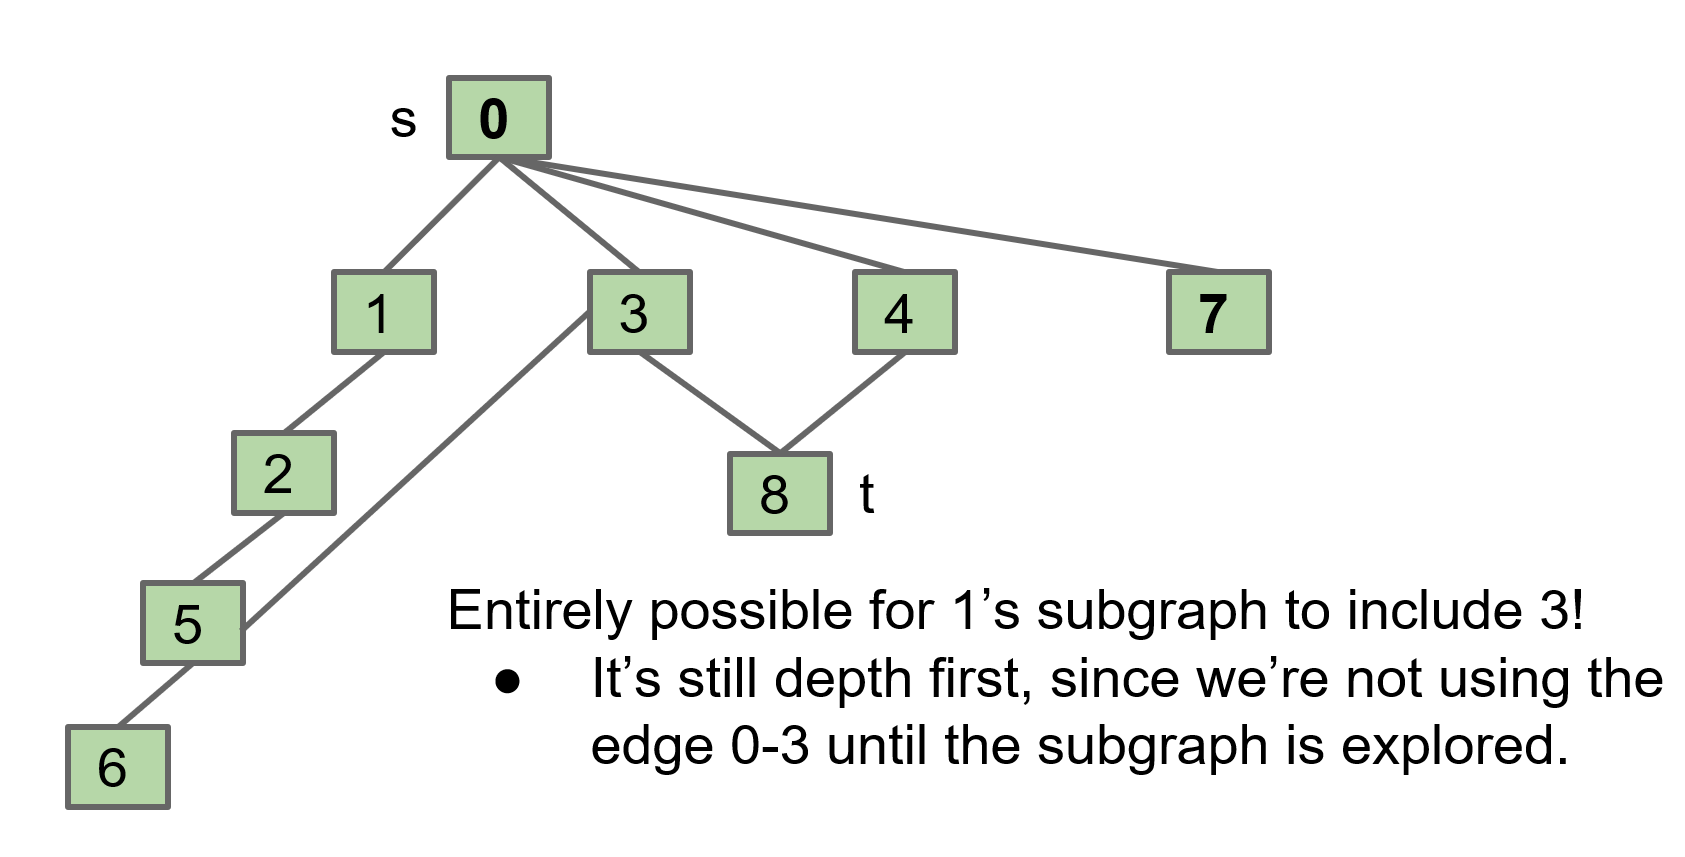 s 0
1 3 4 7
2
8 t
5
6
Entirely possible for 1’s subgraph to include 3!
● It’s still depth first, since we’re not using the
edge 0-3 until the subgraph is explored.